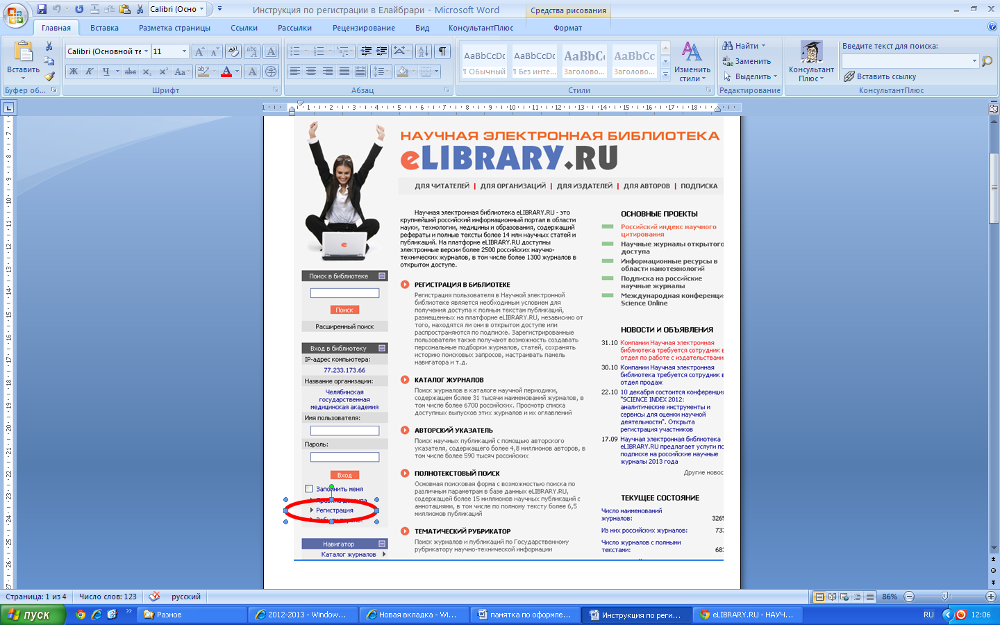 Calibri (Осно
Инструкция по регистрации в Елайбрари - Microsoft Word
Средства рисования
Главная
Вставка
Разметка страницы
Ссылки
Рассылки
Рецензирование
Вид
КонсультантПлюс
Формат
Вставить
Буфер об...
Calibri (Основной те
11
Шрифт
Абзац
AaBbCcDc
¶ Обычный
AaBbCcDc
¶ Без инте...
AaBbC
Заголово...
AaBbCc
Заголово...
Изменить
стили
Стили
Найти
Заменить
Выделить
Редактирование
Консультант
Плюс
Введите текст для поиска:
Вставить ссылку
КонсультантПлюс
НАУЧНАЯ ЭЛЕКТРОННАЯ БИБЛИОТЕКА
eLIBRARY.RU
ДЛЯ ЧИТАТЕЛЕЙ | ДЛЯ ОРГАНИЗАЦИЙ | ДЛЯ ИЗДАТЕЛЕЙ | ДЛЯ АВТОРОВ | ПОДПИСКА
Поиск в библиотеке
Поиск
Расширенный поиск
Вход в библиотеку
IP-адрес компьютера:
77.233.173.66
Название организации:
Челябинская
государственная
медицинская академия
Имя пользователя:
Пароль:
Вход
Запомнить меня
Правила доступа
Регистрация
Забыли пароль?
Навигатор
Каталог журналов
Научная электронная библиотека eLIBRARY.RU - это
крупнейший российский информационный портал в области
науки, технологии, медицины и образования, содержащий
рефераты и полные тексты более 14 млн научных статей и
публикаций. На платформе eLIBRARY.RU доступны
электронные версии более 2500 российских научно-
технических журналов, в том числе более 1300 журналов в
открытом доступе.
РЕГИСТРАЦИЯ В БИБЛИОТЕКЕ
Регистрация пользователя в Научной электронной
библиотеке является необходимым условием для
получения доступа к полным текстам публикаций,
размещенных на платформе eLIBRARY.RU, независимо от
того, находятся ли они в открытом доступе или
распространяются по подписке. Зарегистрированные
пользователи также получают возможность создавать
персональные подборки журналов, статей, сохранять
историю поисковых запросов, настраивать панель
навигатора и т.д.
КАТАЛОГ ЖУРНАЛОВ
Поиск журналов в каталоге научной периодики,
содержащем более 31 тысячи наименований журналов, в
том числе более 6700 российских. Просмотр списка
доступных выпусков этих журналов и их оглавлений
АВТОРСКИЙ УКАЗАТЕЛЬ
Поиск научных публикаций с помощью авторского
указателя, содержащего более 4,8 миллионов авторов, в
том числе более 590 тысяч российских
ПОЛНОТЕКСТОВЫЙ ПОИСК
Основная поисковая форма с возможностью поиска по
различным параметрам в базе данных eLIBRARY.RU,
содержащей более 15 миллионов научных публикаций с
аннотациями, в том числе по полному тексту более 6,5
миллионов публикаций
ТЕМАТИЧЕСКИЙ РУБРИКАТОР
Поиск журналов и публикаций по Государственному
рубрикатору научно-технической информации
ОСНОВНЫЕ ПРОЕКТЫ
Российский индекс научного
цитирования
Научные журналы открытого
доступа
Информационные ресурсы в
области нанотехнологий
Подписка на российские
научные журналы
Международная конференци
Science Online
НОВОСТИ И ОБЪЯВЛЕНИЯ
31.10 Компании Научная электронная
библиотека требуется сотрудник в
отдел по работе с издательствами
30.10 Компании Научная электронная
библиотека требуется сотрудник в
отдел продаж
22.10 10 декабря состоится конференци
"SCIENCE INDEX 2012:
аналитические инструменты и
сервисы для оценки научной
деятельности". Открыта
регистрация участников
17.09 Научная электронная библиотека
eLIBRARY.RU предлагает услуги по
подписке на российские научные
журналы 2013 года
Другие новос
ТЕКУЩЕЕ СОСТОЯНИЕ
Число наименований
журналов: 3265
Из них российских журналов: 733
Число журналов с полными
текстами: 683
Страница: 1 из 4
Число слов: 123
русский
86%
пуск
Разное
2012-2013 - Window...
Новая вкладка - Wi...
памятка по оформле...
Инструкция по реги...
eLIBRARY.RU - НАУЧ...
RU
12:06